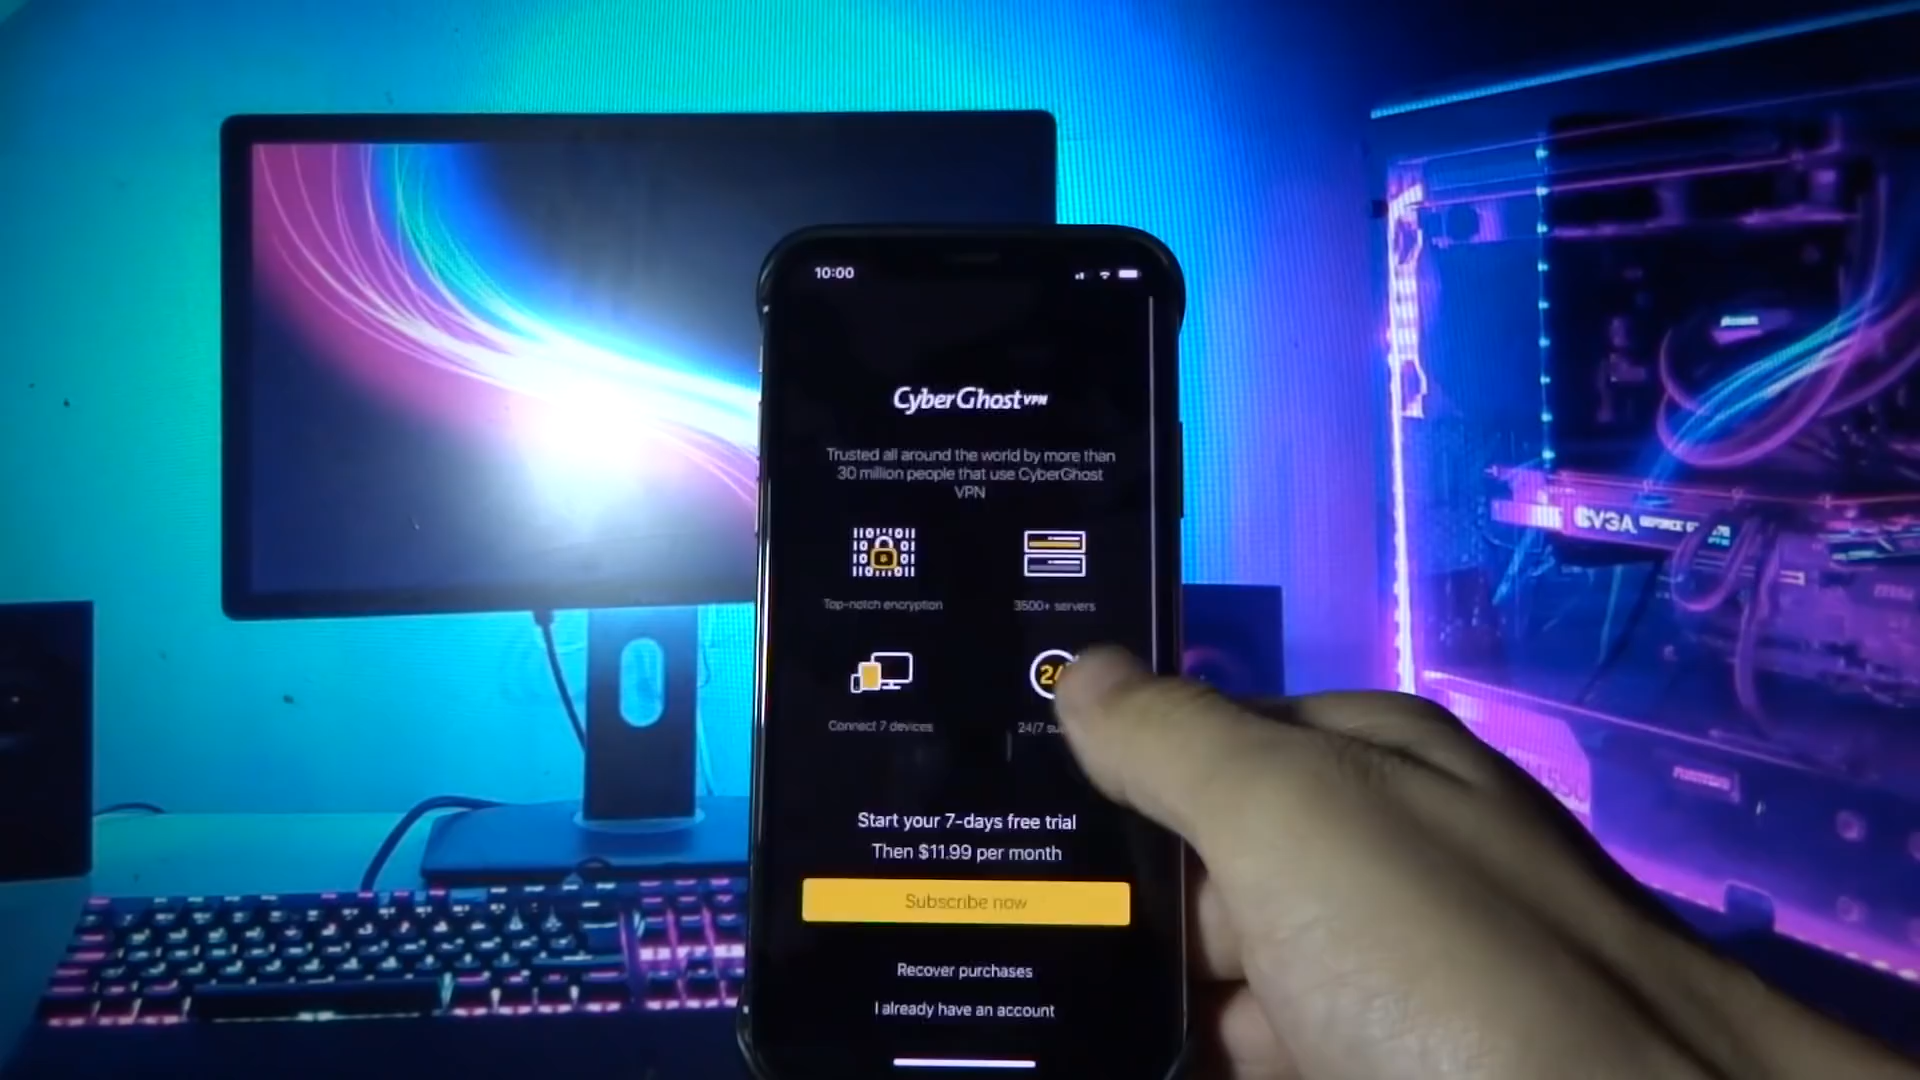 10:00
CyberGhost VPN
Trusted all around the world by more than
30 million people that use CyberGhost
VPN
Top-notch encryption
3500+ servers
Connect 7 devices
24/7
Start your 7-days free trial
Then $11.99 per month
Subscribe now
Recover purchases
I already have an account
EVGA GEFORCE